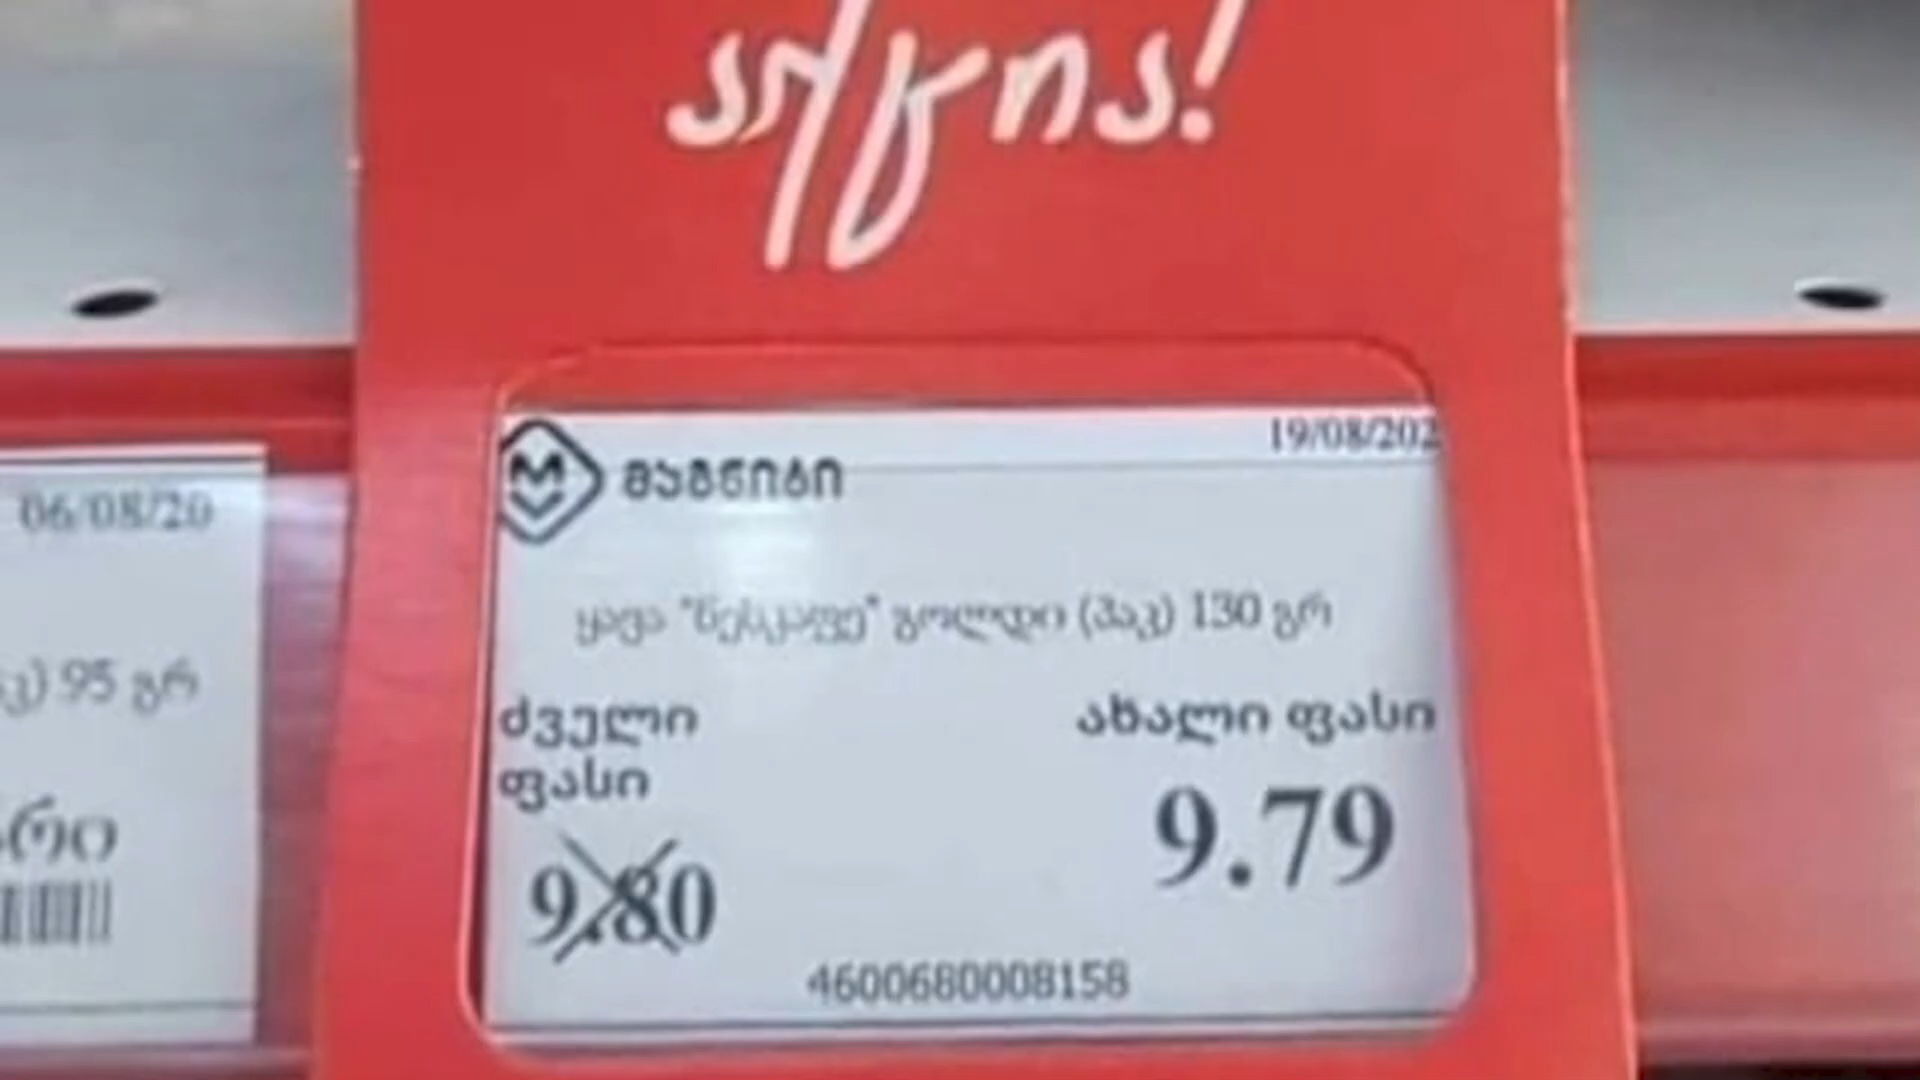 აქცია!
19/08/202
მაგნიტი
ყავა "ნესკაფე" გოლდი (პაკ) 130 გრ
ძველი
ფასი
ახალი ფასი
9.80
9.79
4600680008158
06/08/20
95 გრ